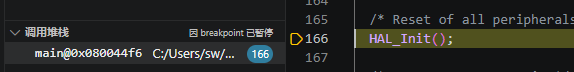 调用堆栈
因 breakpoint 已暂停
main@0x080044f6 C:/Users/sw/... 166
164
165 /* Reset of all peripherals
166 HAL_Init();
167